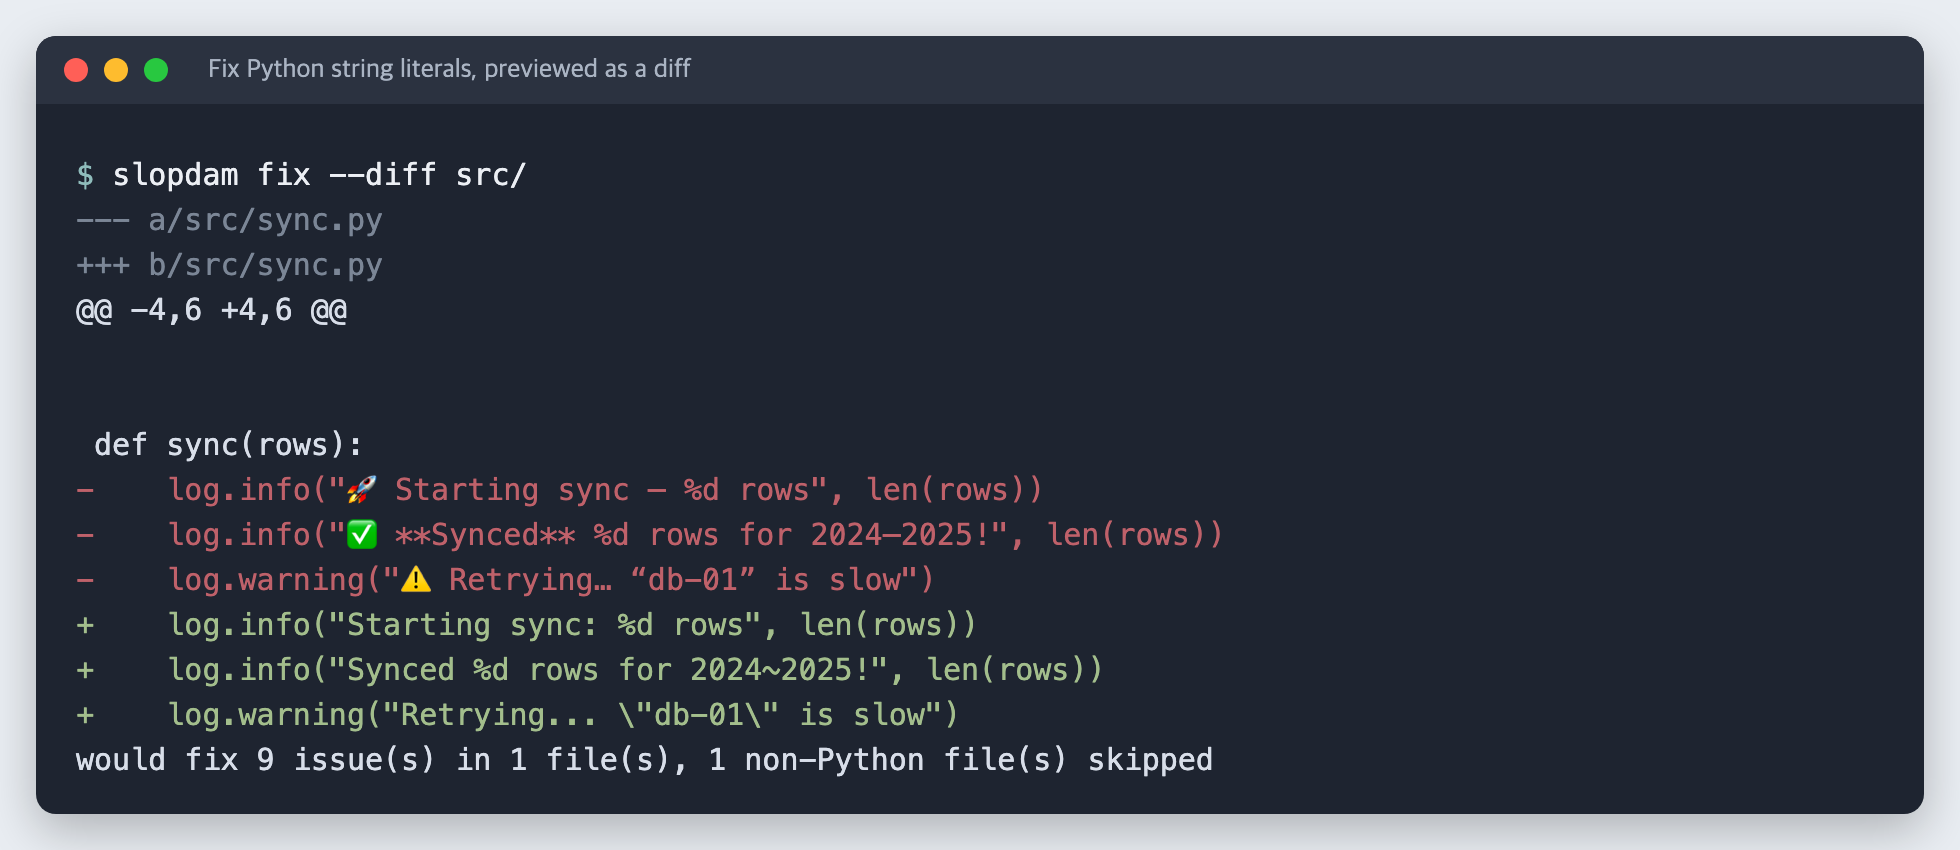 Fix Python string literals, previewed as a diff
$ slopdam fix --diff src/
--- a/src/sync.py
+++ b/src/sync.py
@@ -4,6 +4,6 @@
 def sync(rows):
-    log.info("🚀 Starting sync — %d rows", len(rows))
-    log.info("✅ **Synced** %d rows for 2024–2025!", len(rows))
-    log.warning("⚠️ Retrying… “db-01” is slow")
+    log.info("Starting sync: %d rows", len(rows))
+    log.info("Synced %d rows for 2024~2025!", len(rows))
+    log.warning("Retrying... \"db-01\" is slow")
would fix 9 issue(s) in 1 file(s), 1 non-Python file(s) skipped